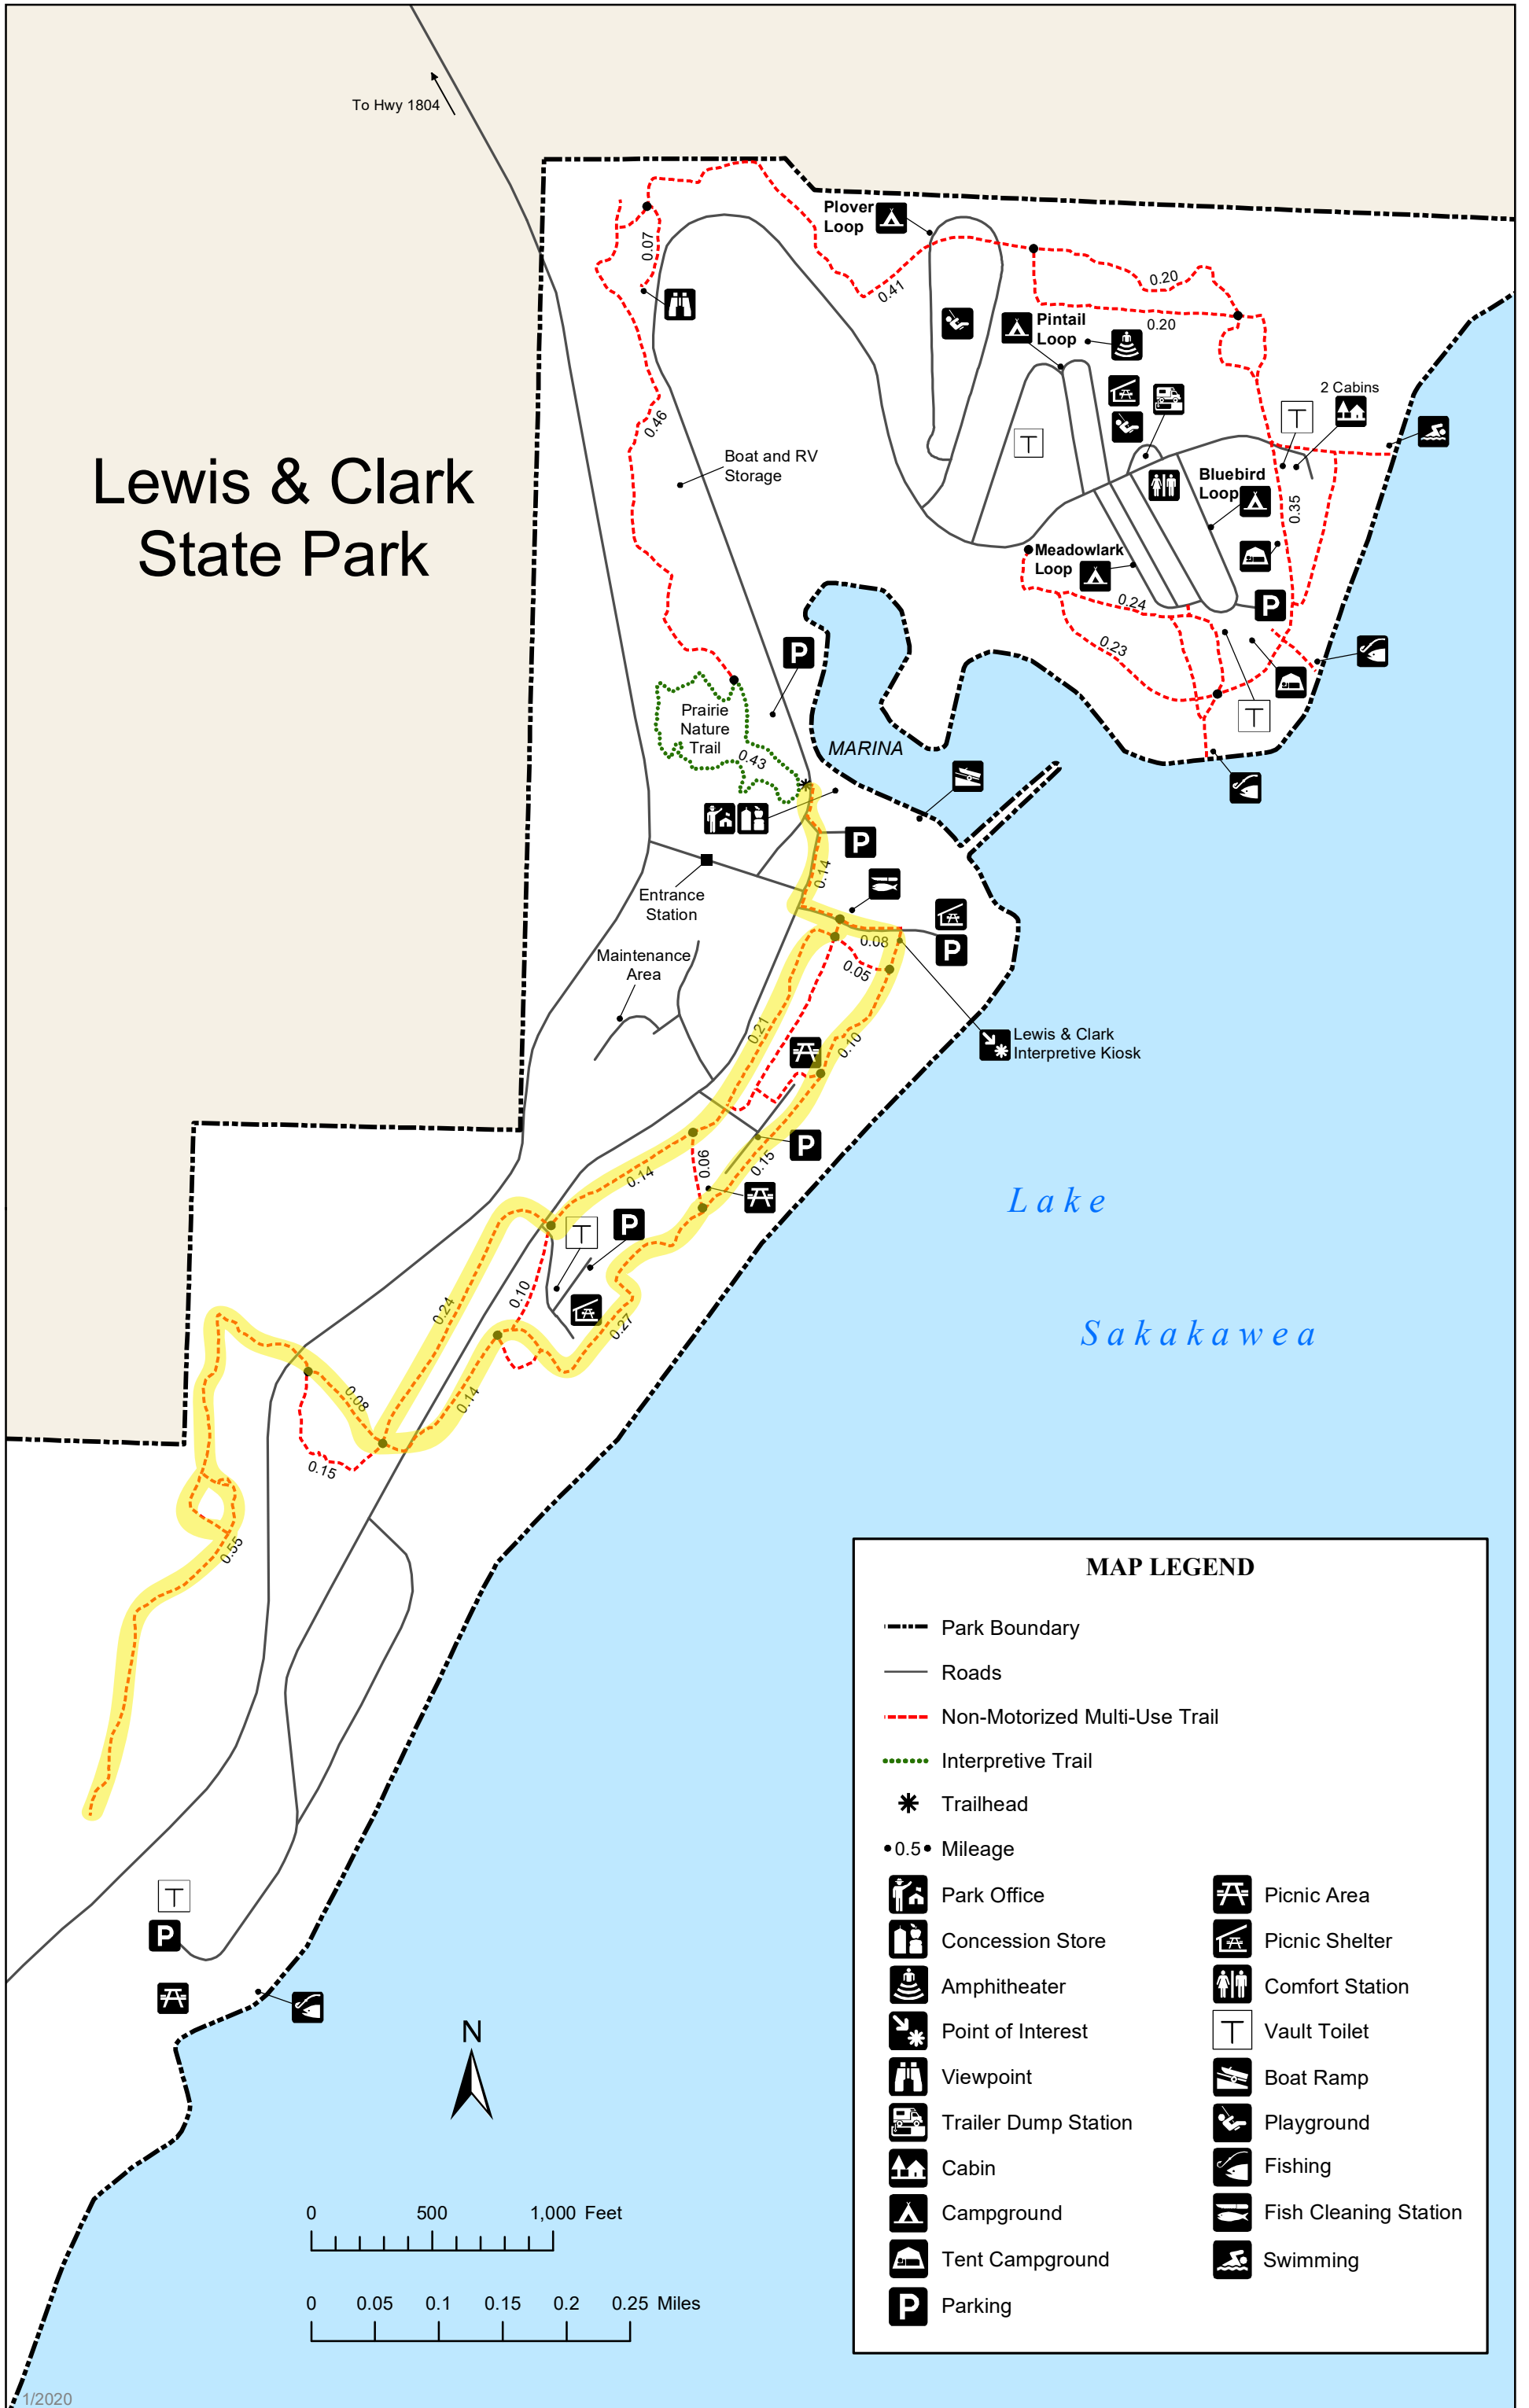 To Hwy 1804
Lewis & Clark
State Park
Plover
Loop
0.07
0.41
0.20
0.20
Pintail
Loop
2 Cabins
0.46
Boat and RV
Storage
T
T
Bluebird
Loop
0.35
Meadowlark
Loop
0.24
0.23
P
P
T
Prairie
Nature
Trail
0.43
MARINA
P
0.14
Entrance
Station
0.08
P
0.05
Maintenance
Area
0.21
0.10
Lewis & Clark
Interpretive Kiosk
P
0.06
0.15
0.14
T
P
0.10
0.24
0.27
0.08
0.14
0.15
0.55
Lake
Sakakawea
T
P
N
0 500 1,000 Feet
0 0.05 0.1 0.15 0.2 0.25 Miles
MAP LEGEND
Park Boundary
Roads
Non-Motorized Multi-Use Trail
Interpretive Trail
Trailhead
0.5 Mileage
Park Office
Picnic Area
Concession Store
Picnic Shelter
Amphitheater
Comfort Station
Point of Interest
T Vault Toilet
Viewpoint
Boat Ramp
Trailer Dump Station
Playground
Cabin
Fishing
Campground
Fish Cleaning Station
Tent Campground
Swimming
P Parking
1/2020